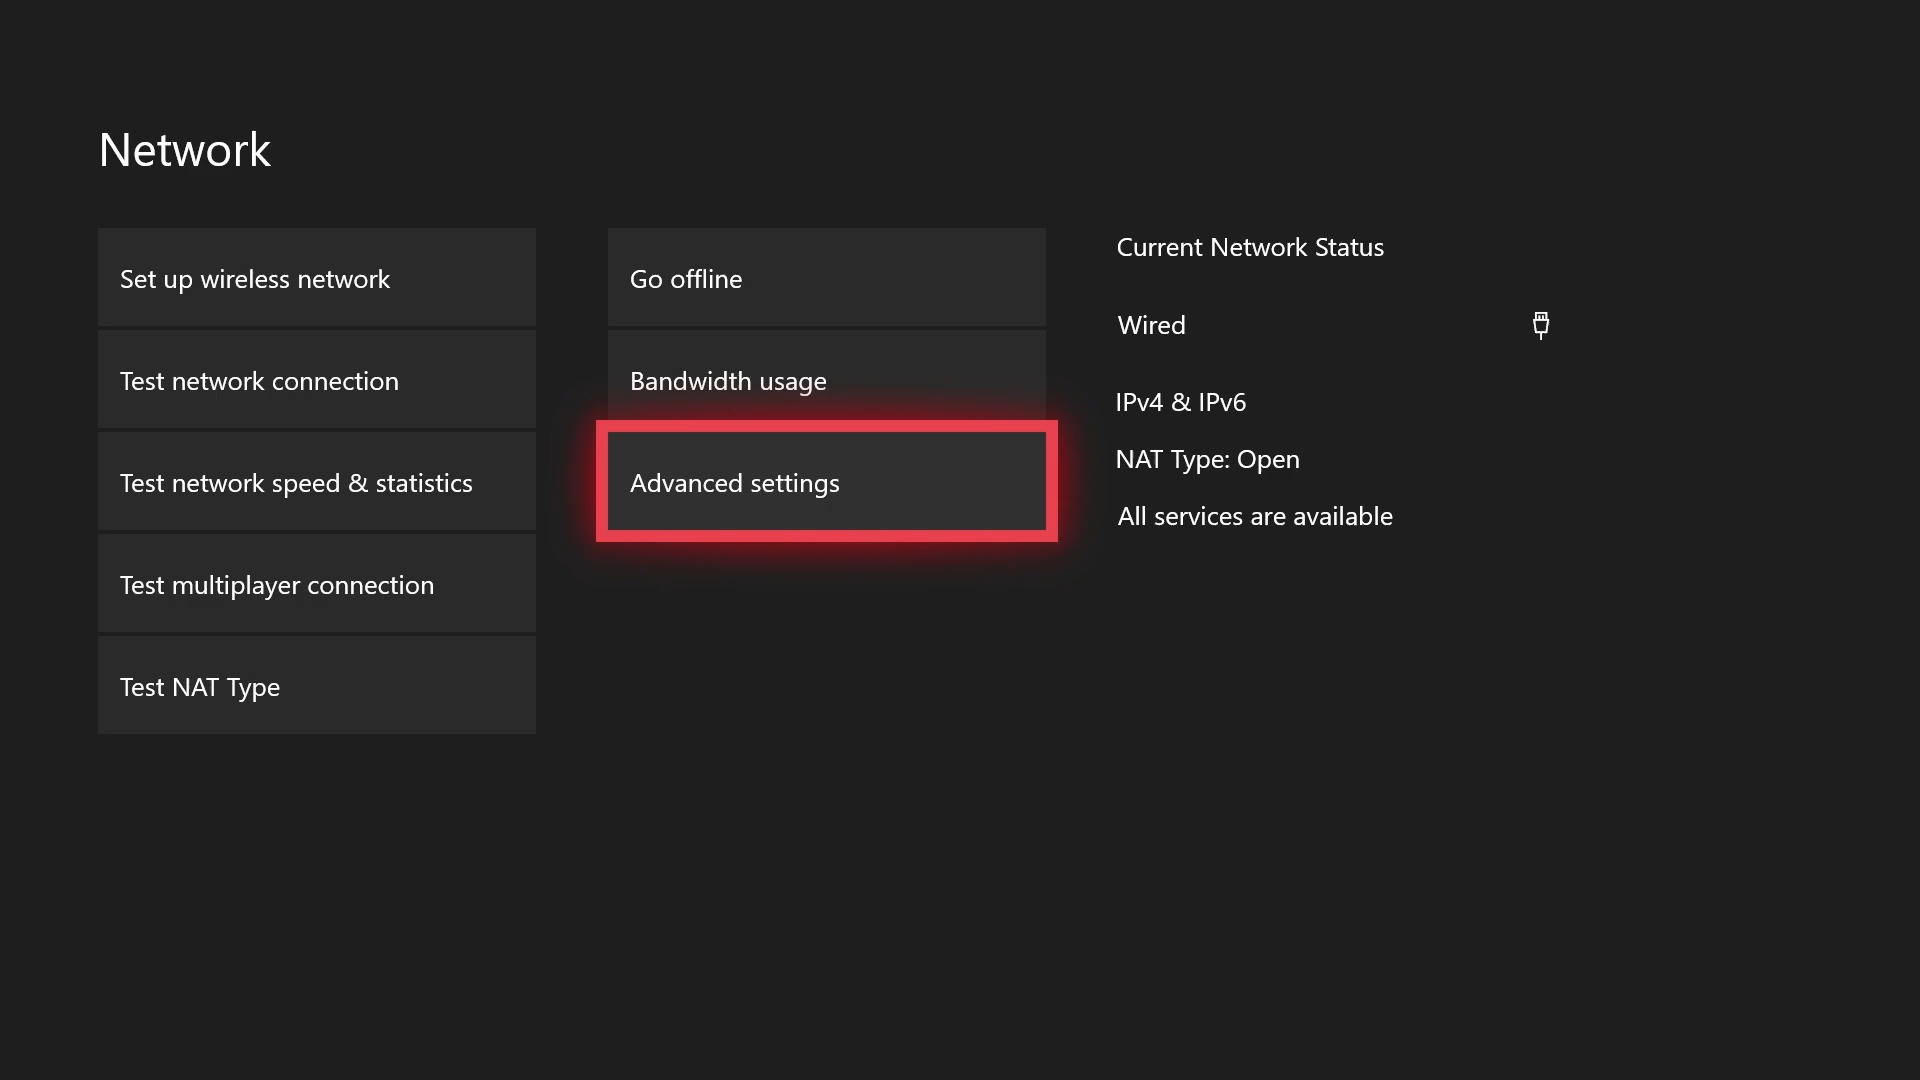 Network
Set up wireless network
Test network connection
Test network speed & statistics
Test multiplayer connection
Test NAT Type
Go offline
Bandwidth usage
Advanced settings
Current Network Status
Wired
IPv4 & IPv6
NAT Type: Open
All services are available